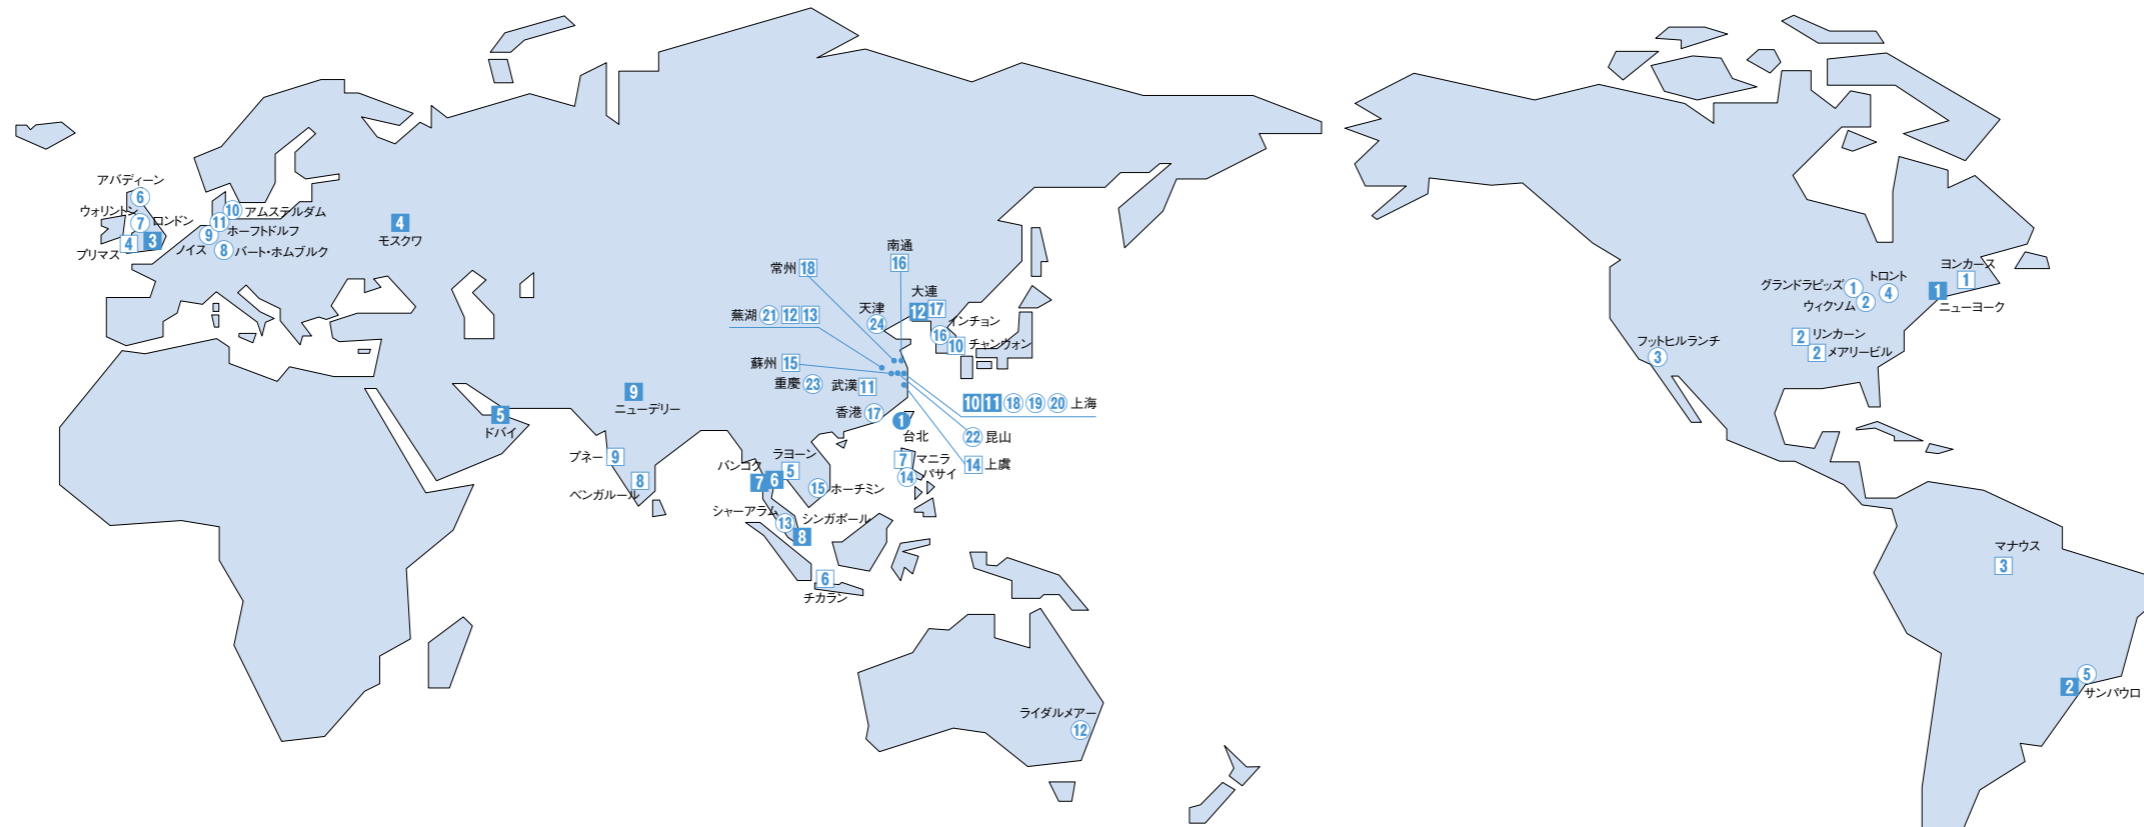 アバディーン
6
ウォリントン
7
ロンドン
3
プリマス
4
10
アムステルダム
11
ホーフトドルフ
9
ノイス
8
バート・ホムブルク
4
モスクワ
南通
16
常州 18
大連
12 17
天津
24
蕪湖 21 12 13
インチョン
16
10
チャンウォン
蘇州 15
重慶 23
武漢 11
香港 17
10 11 18 19 20 上海
1
台北
22 昆山
14 上虞
9
ニューデリー
5
ドバイ
プネー 9
8
ベンガルール
バンコク
7 6
ラヨーン
5
15 ホーチミン
7 マニラ
14
パサイ
シャーアラム
13
シンガポール
8
6
チカラン
ライダルメアー
12
グランドラピッズ 1
トロント
4
ウィクソム 2
ヨンカース
1
1
ニューヨーク
2 リンカーン
2 メアリービル
フットヒルランチ
3
マナウス
3
5
2
サンパウロ